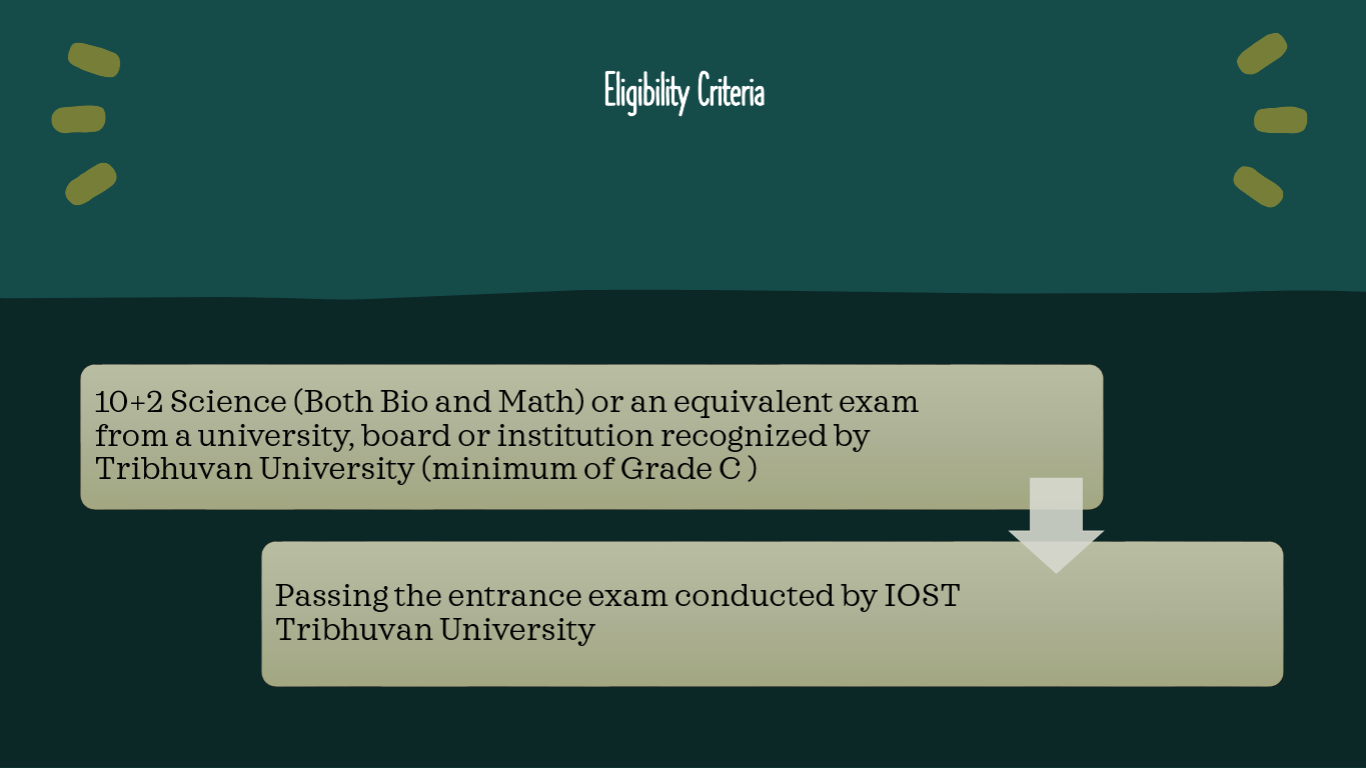 Eligibility Criteria
10+2 Science (Both Bio and Math) or an equivalent exam
from a university, board or institution recognized by
Tribhuvan University (minimum of Grade C )
Passing the entrance exam conducted by IOST
Tribhuvan University